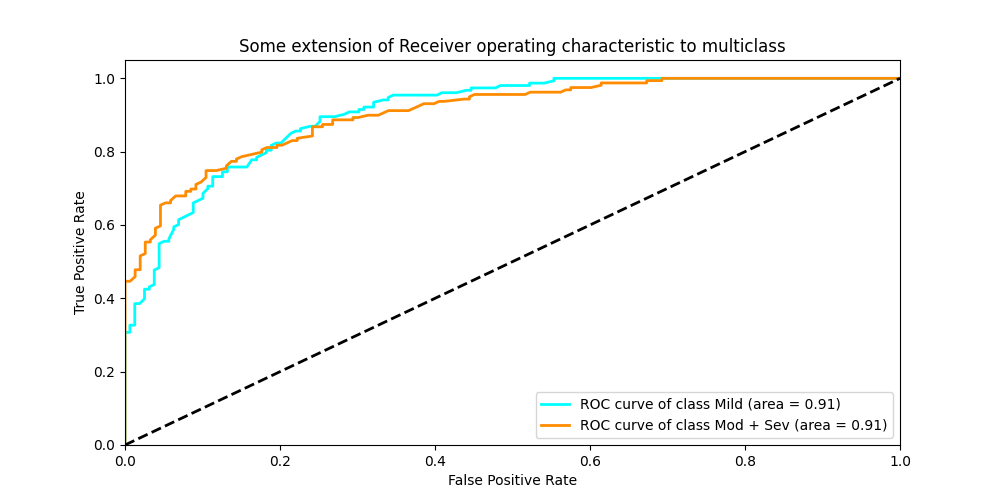 Some extension of Receiver operating characteristic to multiclass
1.0
0.8
0.6
0.4
0.2
0.0
True Positive Rate
ROC curve of class Mild (area = 0.91)
ROC curve of class Mod + Sev (area = 0.91)
0.0 0.2 0.4 0.6 0.8 1.0
False Positive Rate